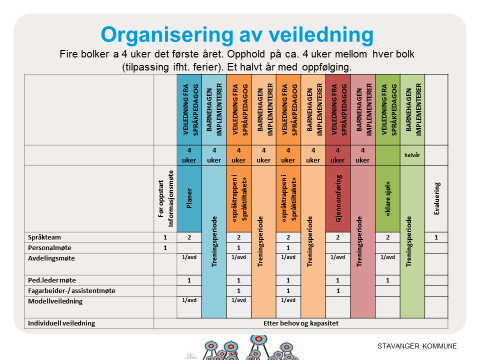 Organisering av veiledning
Fire bolker a 4 uker det første året. Opphold på ca. 4 uker mellom hver bolk
(tilpassing ifht. ferier). Et halvt år med oppfølging.
VEILEDNING FRA SPRÅKPEDAGOG BARNEHAGEN IMPLEMENTERER VEILEDNING FRA SPRÅKPEDAGOG BARNEHAGEN IMPLEMENTERER VEILEDNING FRA SPRÅKPEDAGOG BARNEHAGEN IMPLEMENTERER VEILEDNING FRA SPRÅKPEDAGOG BARNEHAGEN IMPLEMENTERER VEILEDNING FRA SPRÅKPEDAGOG BARNEHAGEN IMPLEMENTERER
4 uker 4 uker 4 uker 4 uker 4 uker 4 uker 4 uker 4 uker halvår
Før oppstart Informasjonsmøte Planer Treningsperiode «språktrappen i Språktiltaket» Treningsperiode «språktrappen i Språktiltaket» Treningsperiode Gjennomføring Treningsperiode «klare sjøl» Treningsperiode Evaluering
Språkteam 1 2 2 2 2 2 1
Personalmøte 1 1 1 1
Avdelingsmøte 1/avd 1/avd 1/avd 1/avd 1/avd
Ped.ledermøte 1 1 1 1 1
Fagarbeider-/assistentmøte 1 1 1
Modellveiledning 1/avd 1/avd 1/avd
Individuell veiledning Etter behov og kapasitet
STAVANGER KOMMUNE